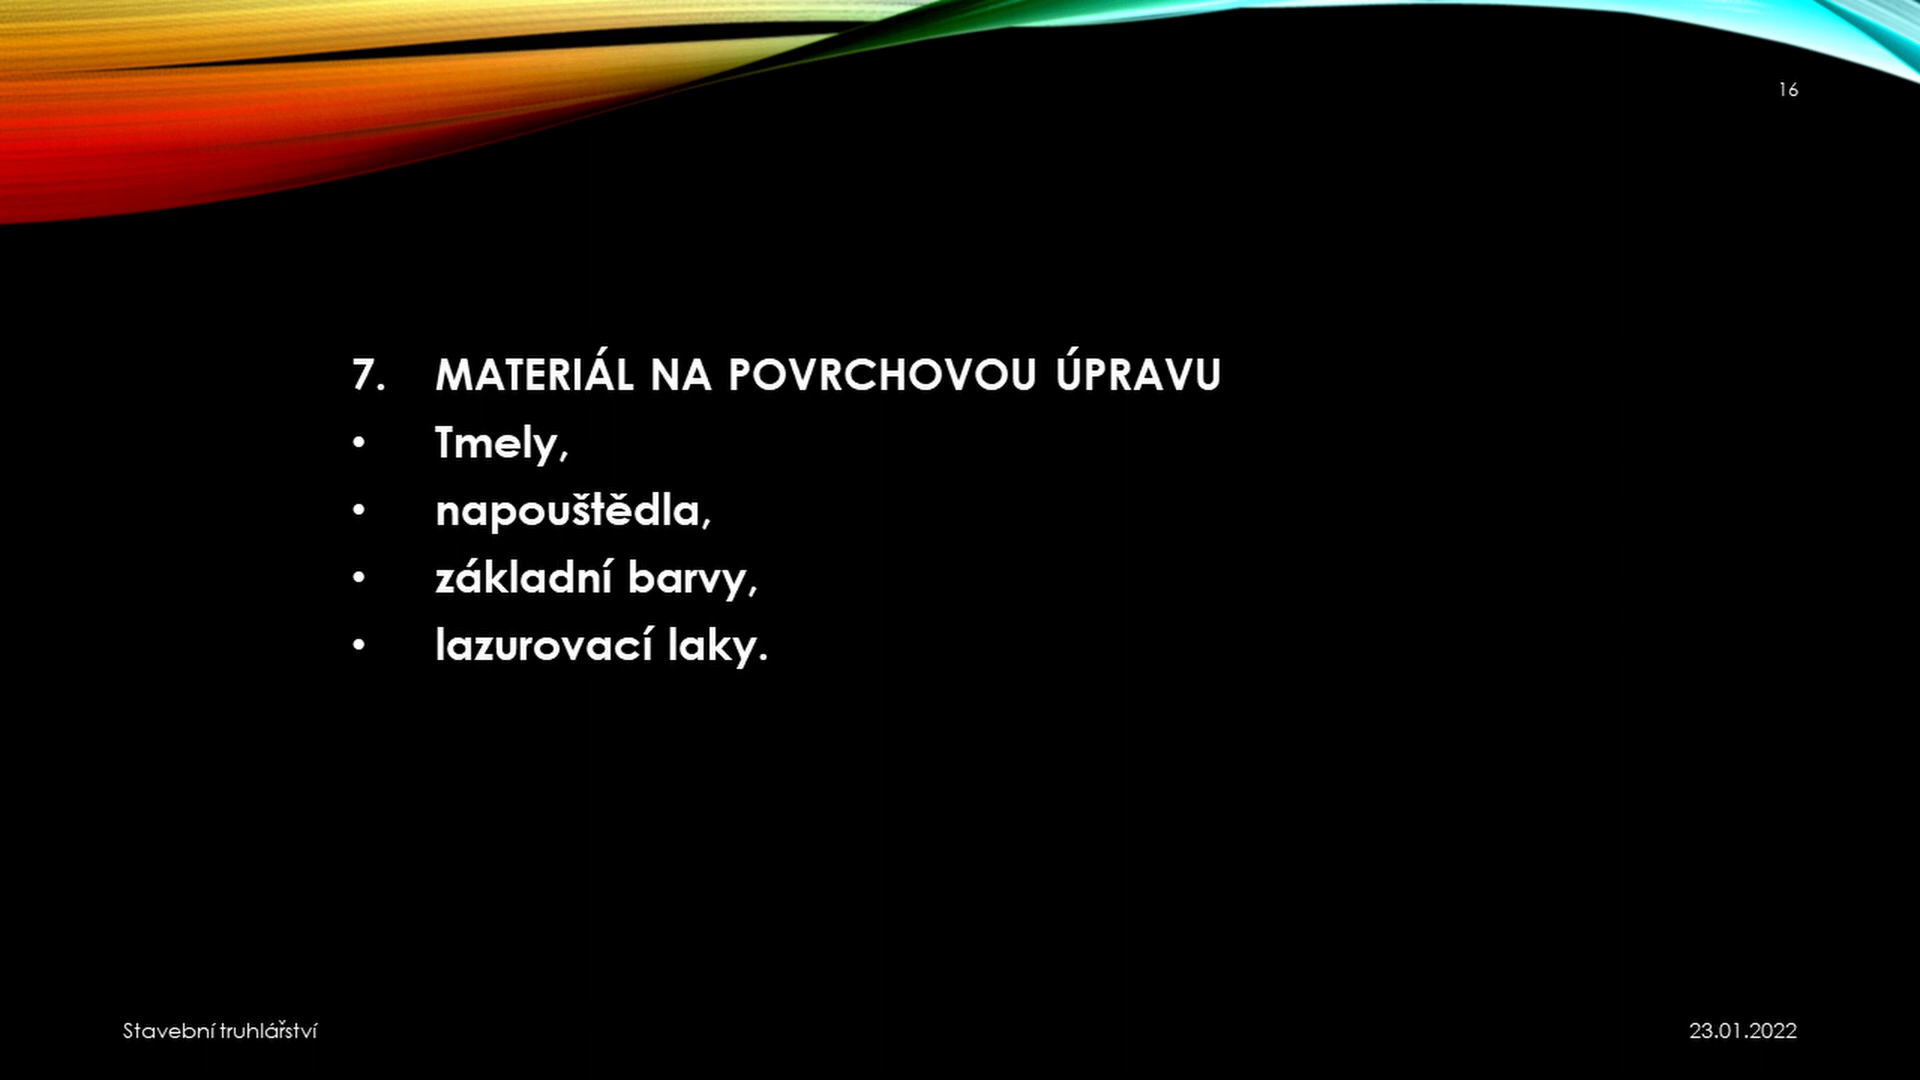 16
7. MATERIÁL NA POVRCHOVOU ÚPRAVU
• Tmely,
• napouštědla,
• základní barvy,
• lazurovací laky.
Stavební truhlářství
23.01.2022